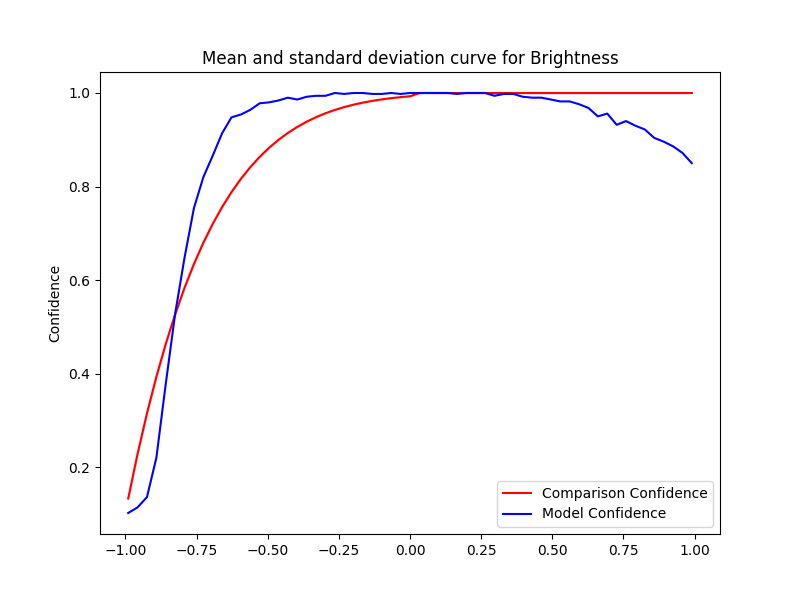 Mean and standard deviation curve for Brightness
Confidence
1.0
0.8
0.6
0.4
0.2
−1.00 −0.75 −0.50 −0.25 0.00 0.25 0.50 0.75 1.00
Comparison Confidence
Model Confidence